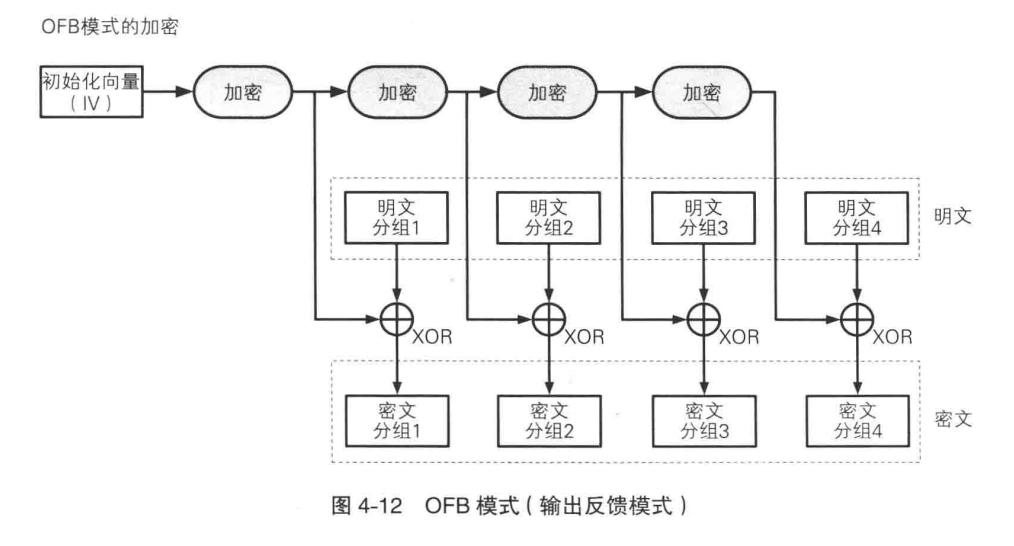 OFB模式的加密
初始化向量
(IV)
加密
加密
加密
加密
明文
分组1
明文
分组2
明文
分组3
明文
分组4
明文
XOR
XOR
XOR
XOR
密文
分组1
密文
分组2
密文
分组3
密文
分组4
密文
图 4-12 OFB 模式(输出反馈模式)